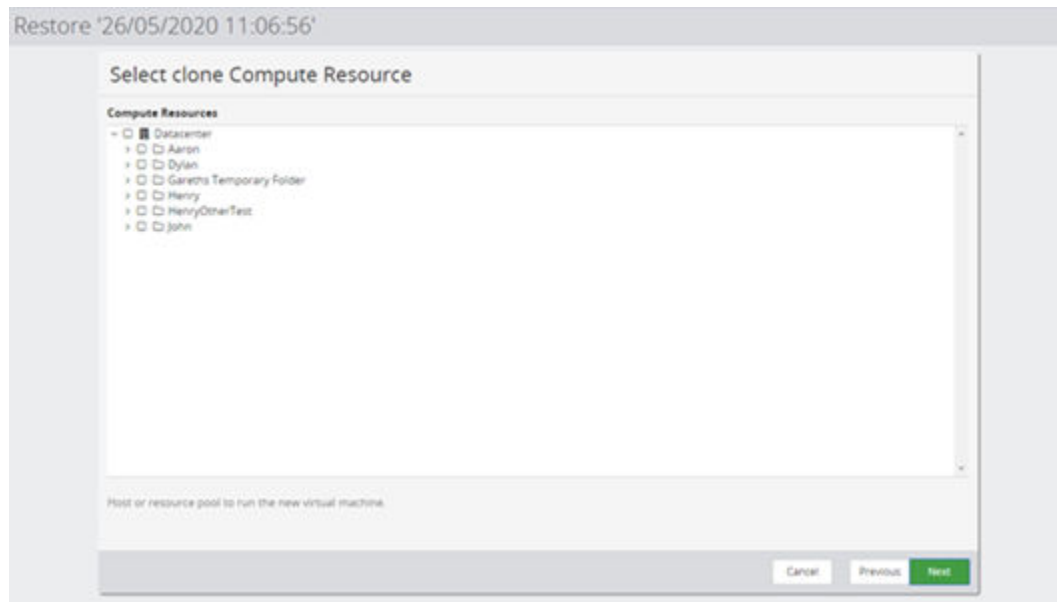 Restore '26/05/2020 11:06:56'
Select clone Compute Resource
Compute Resources
Datacenter
Aaron
Dylan
Gareths Temporary Folder
Henry
HenryOtherTest
John
Host or resource pool to run the new virtual machine.
Cancel Previous Next